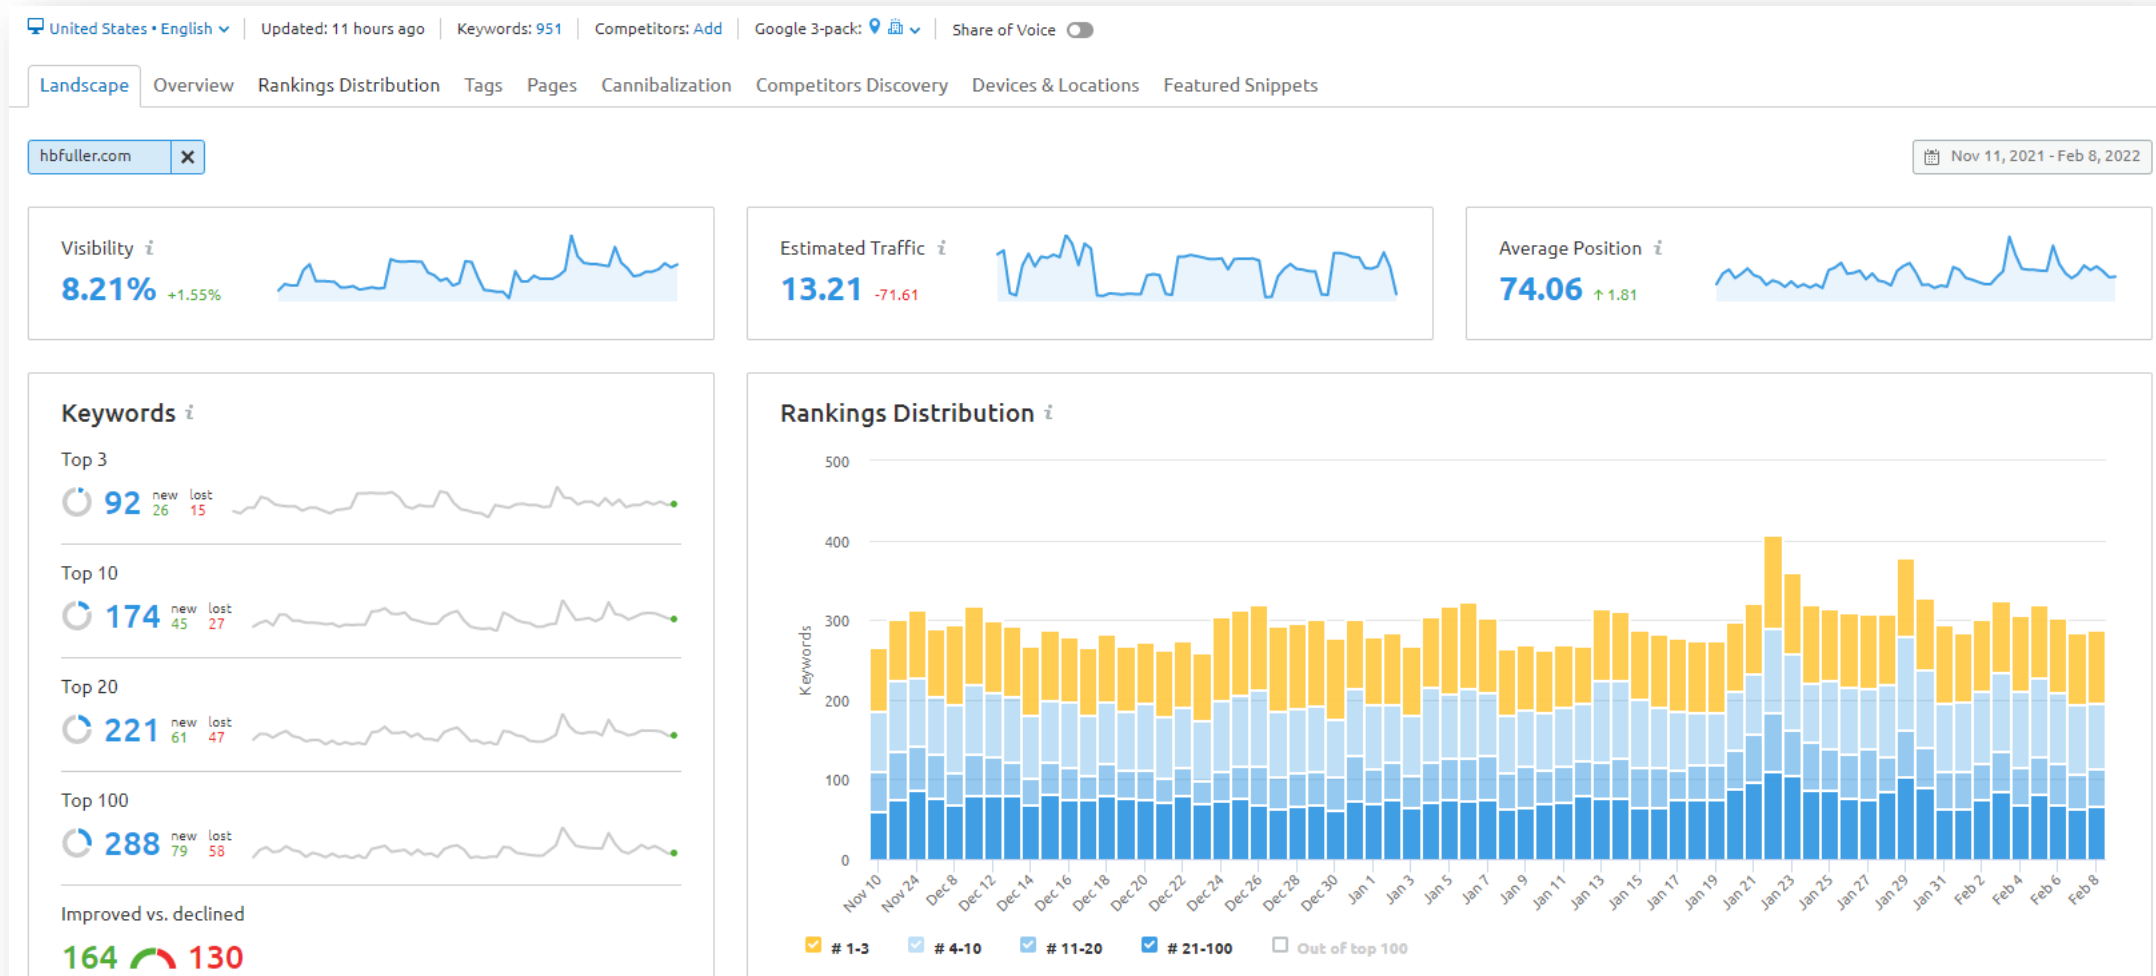 United States • English
Updated: 11 hours ago
Keywords: 951
Competitors: Add
Google 3-pack:
Share of Voice
Landscape
Overview
Rankings Distribution
Tags
Pages
Cannibalization
Competitors Discovery
Devices & Locations
Featured Snippets
hbfuller.com
Nov 11, 2021 - Feb 8, 2022
Visibility i
8.21% +1.55%
Estimated Traffic i
13.21 -71.61
Average Position i
74.06 ↑ 1.81
Keywords i
Top 3
92 new 26 lost 15
Top 10
174 new 45 lost 27
Top 20
221 new 61 lost 47
Top 100
288 new 79 lost 58
Improved vs. declined
164 130
Rankings Distribution i
Keywords
500
400
300
200
100
0
Nov 10 Nov 24 Dec 8 Dec 12 Dec 14 Dec 16 Dec 18 Dec 20 Dec 22 Dec 24 Dec 26 Dec 28 Dec 30 Jan 1 Jan 3 Jan 5 Jan 7 Jan 9 Jan 11 Jan 13 Jan 15 Jan 17 Jan 19 Jan 21 Jan 23 Jan 25 Jan 27 Jan 29 Jan 31 Feb 2 Feb 4 Feb 6 Feb 8
# 1-3 # 4-10 # 11-20 # 21-100 Out of top 100